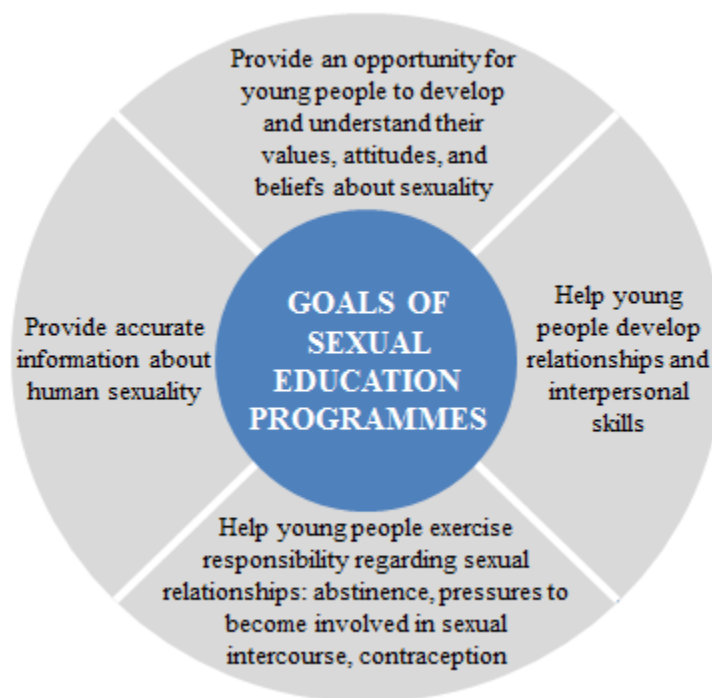 Provide an opportunity for
young people to develop
and understand their
values, attitudes, and
beliefs about sexuality
GOALS OF
SEXUAL
EDUCATION
PROGRAMMES
Help young
people develop
relationships and
interpersonal
skills
Help young people exercise
responsibility regarding sexual
relationships: abstinence, pressures to
become involved in sexual
intercourse, contraception
Provide accurate
information about
human sexuality